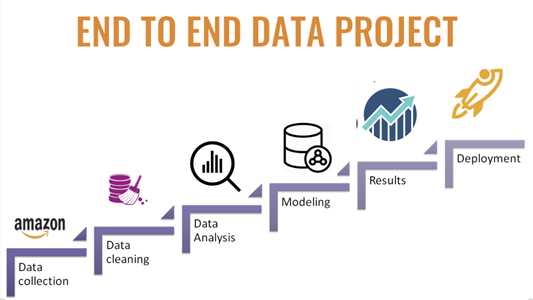 END TO END DATA PROJECT
amazon
Data
collection
Data
cleaning
Data
Analysis
Modeling
Results
Deployment